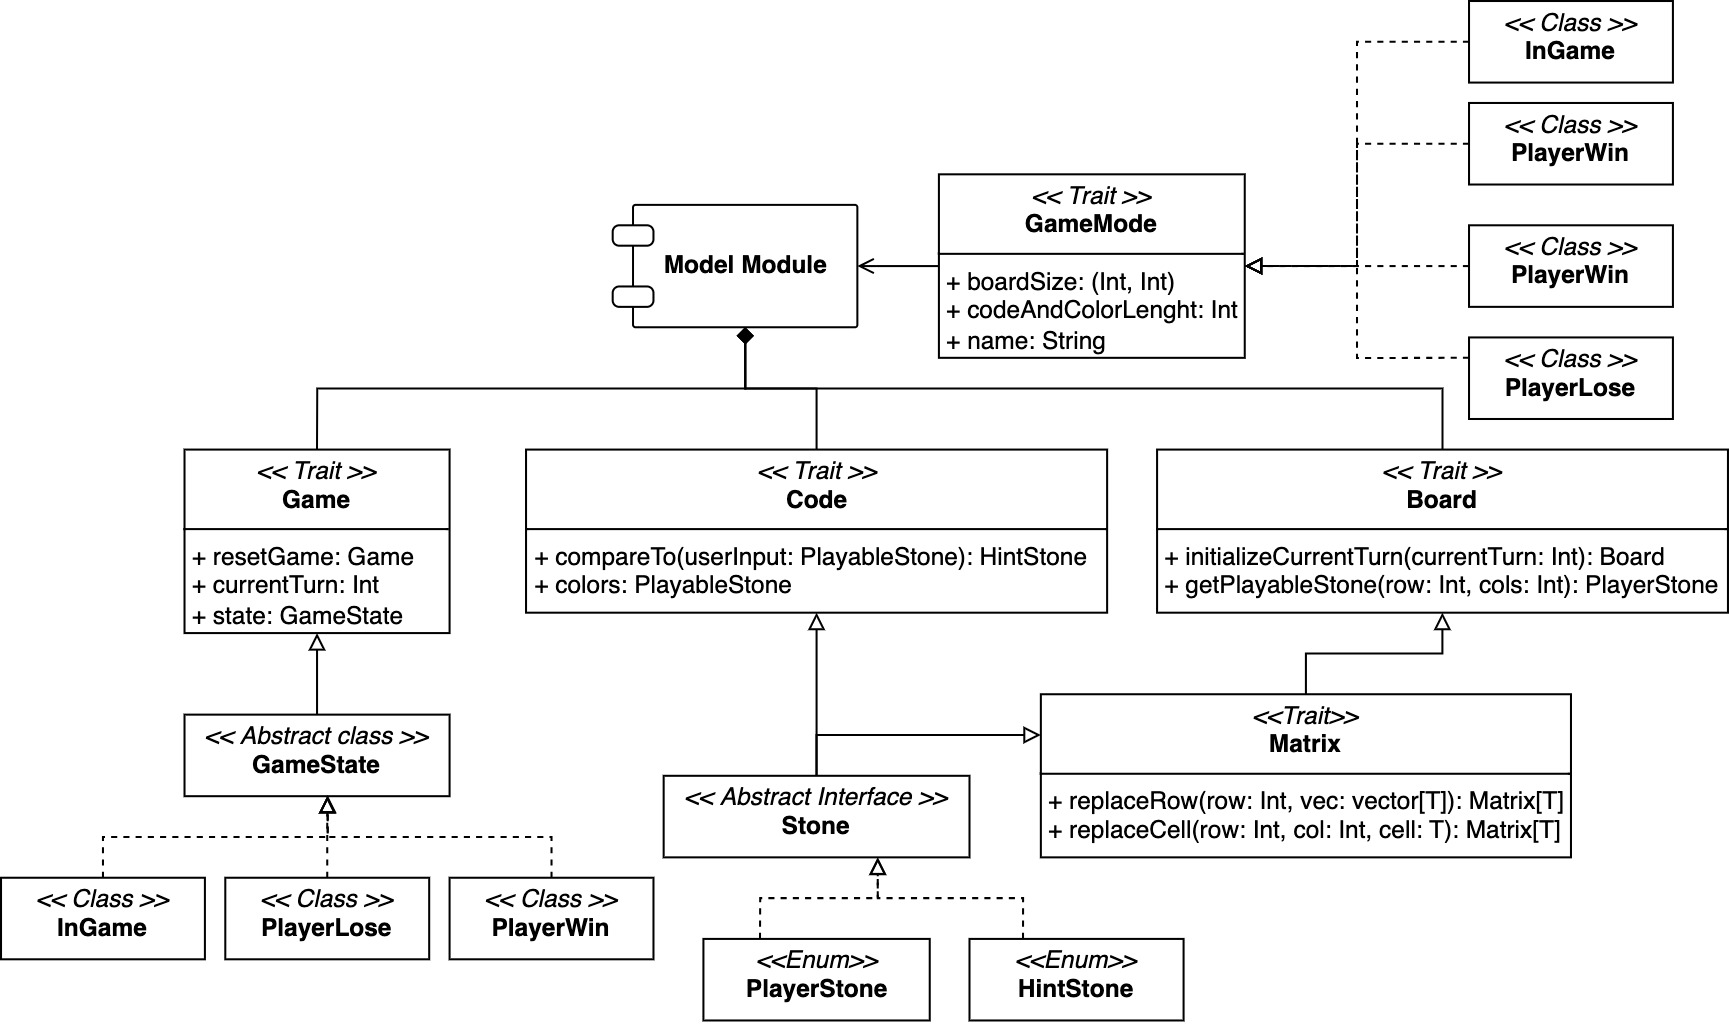 << Class >>
InGame
<< Class >>
PlayerWin
<< Trait >>
GameMode
+ boardSize: (Int, Int)
+ codeAndColorLenght: Int
+ name: String
Model Module
<< Class >>
PlayerWin
<< Class >>
PlayerLose
<< Trait >>
Game
+ resetGame: Game
+ currentTurn: Int
+ state: GameState
<< Trait >>
Code
+ compareTo(userInput: PlayableStone): HintStone
+ colors: PlayableStone
<< Trait >>
Board
+ initializeCurrentTurn(currentTurn: Int): Board
+ getPlayableStone(row: Int, cols: Int): PlayerStone
<< Abstract class >>
GameState
<<Trait>>
Matrix
+ replaceRow(row: Int, vec: vector[T]): Matrix[T]
+ replaceCell(row: Int, col: Int, cell: T): Matrix[T]
<< Abstract Interface >>
Stone
<< Class >>
InGame
<< Class >>
PlayerLose
<< Class >>
PlayerWin
<<Enum>>
PlayerStone
<<Enum>>
HintStone